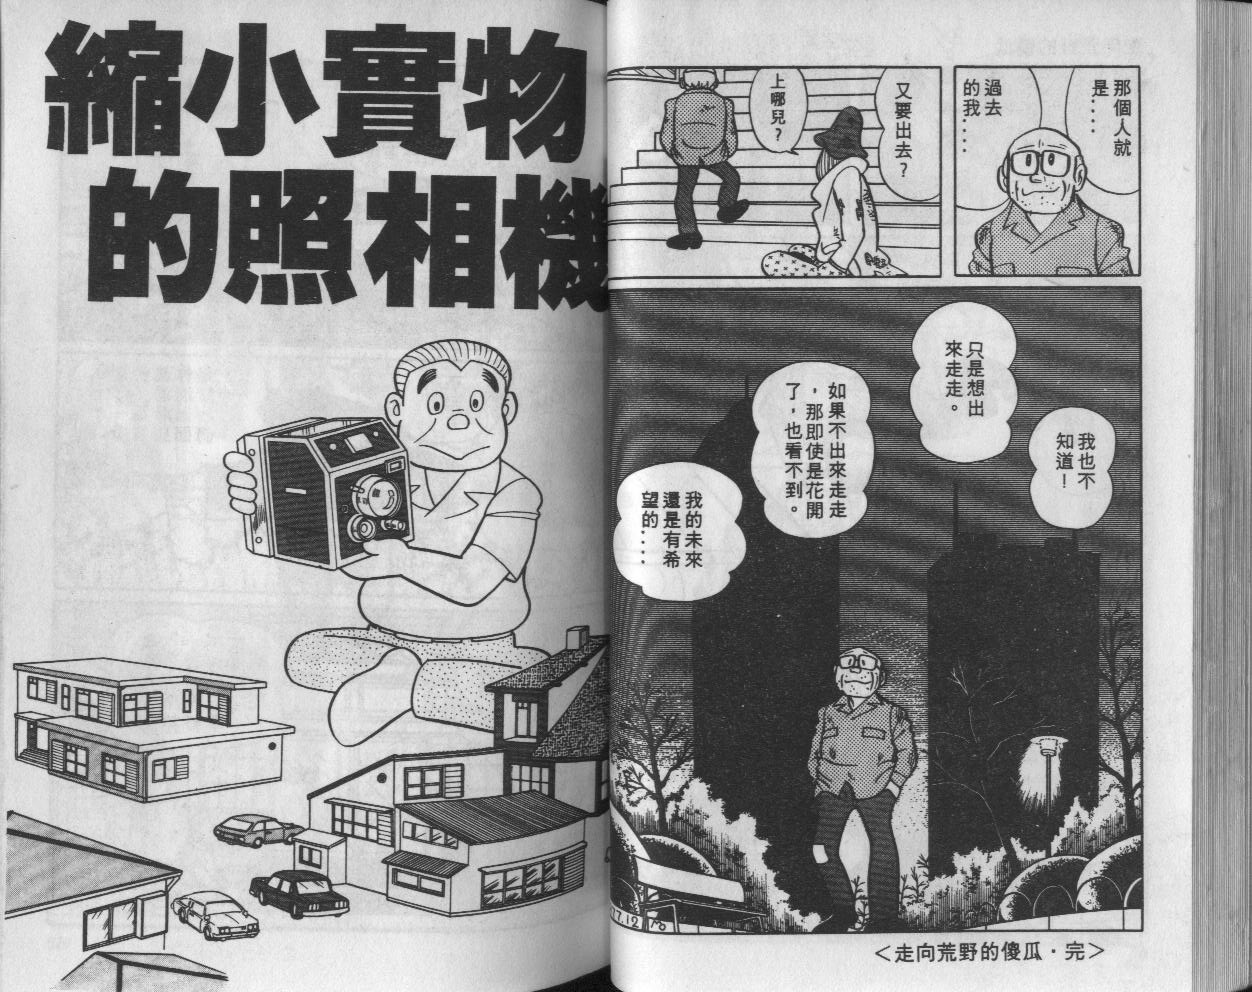 那個人就
是‥‥
過去
的我‥‥‥
又要出去？
上哪兒？
我也不
知道！
只是想出
來走走。
如果不出來走走
，那即使是花開
了，也看不到。
我的未來
還是有希
望的‥‥‥
＜走向荒野的傻瓜・完＞
縮小實物
的照相機